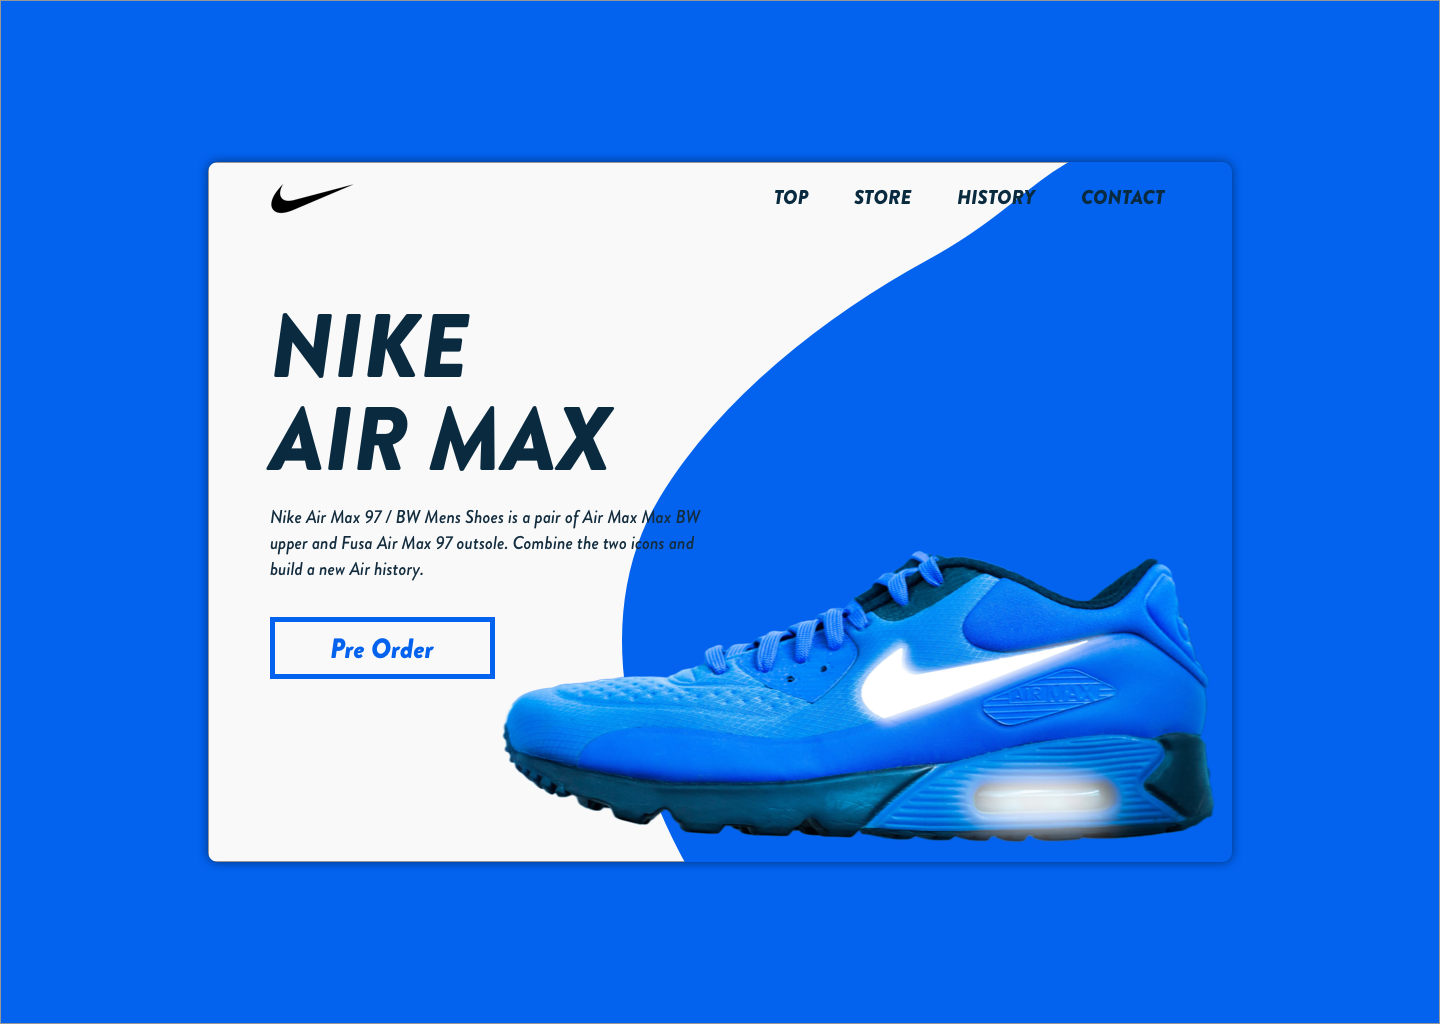 TOP STORE HISTORY CONTACT
NIKE
AIR MAX
Nike Air Max 97 / BW Mens Shoes is a pair of Air Max Max BW
upper and Fusa Air Max 97 outsole. Combine the two icons and
build a new Air history.
Pre Order
AIR MAX